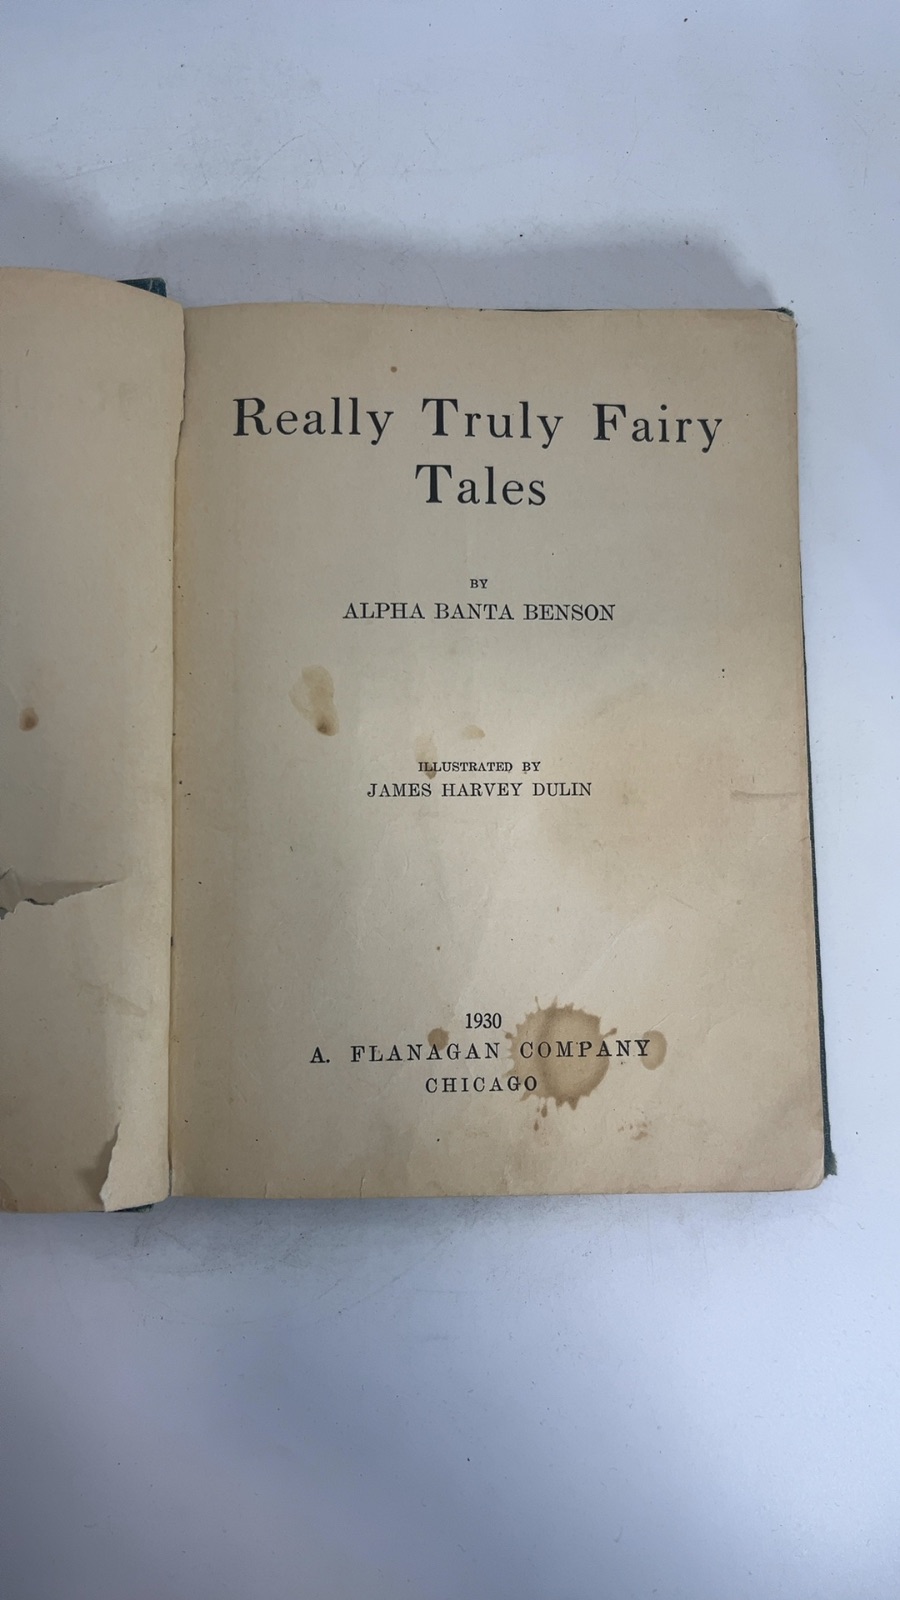 Really Truly Fairy
Tales
BY
ALPHA BANTA BENSON
ILLUSTRATED BY
JAMES HARVEY DULIN
1930
A. FLANAGAN COMPANY
CHICAGO